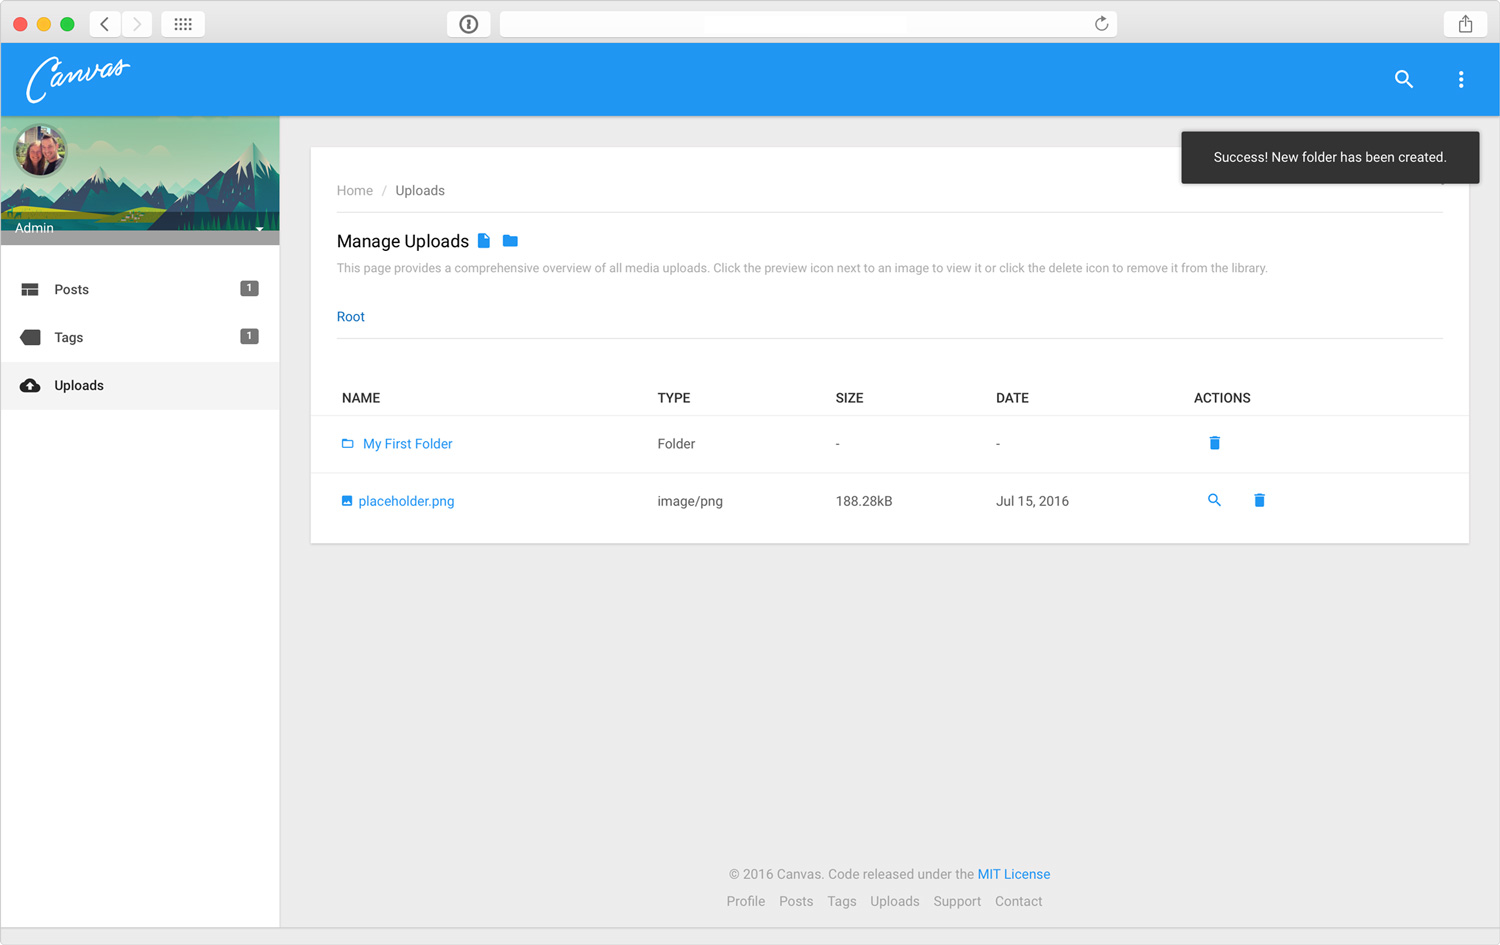 Canvas
Success! New folder has been created.
Admin
Posts 1
Tags 1
Uploads
Home / Uploads
Manage Uploads
This page provides a comprehensive overview of all media uploads. Click the preview icon next to an image to view it or click the delete icon to remove it from the library.
Root
NAME TYPE SIZE DATE ACTIONS
My First Folder Folder - -
placeholder.png image/png 188.28kB Jul 15, 2016
© 2016 Canvas. Code released under the MIT License
Profile Posts Tags Uploads Support Contact